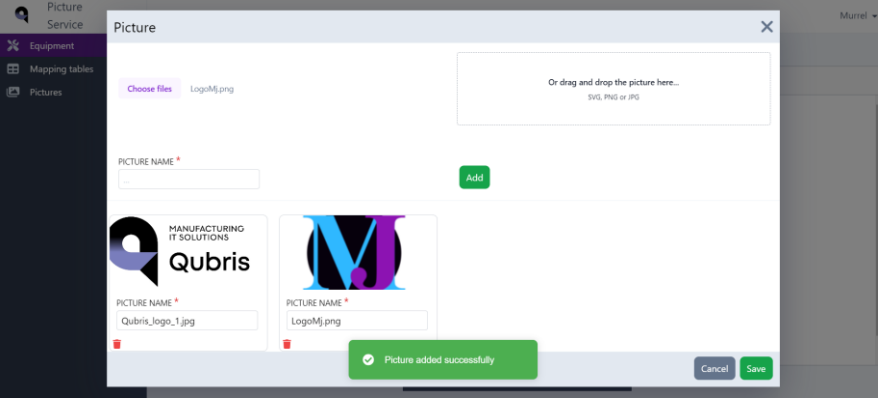 Picture
Service
Murrel
Equipment
Mapping tables
Pictures
Picture
Choose files
LogoMj.png
Or drag and drop the picture here...
SVG, PNG or JPG
PICTURE NAME *
...
Add
MANUFACTURING
IT SOLUTIONS
Qubris
MJ
PICTURE NAME *
Qubris_logo_1.jpg
PICTURE NAME *
LogoMj.png
Picture added successfully
Cancel
Save